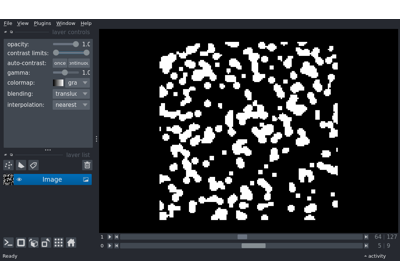 File View Plugins Window Help
layer controls
opacity: 1.0
contrast limits:
auto-contrast: once continuous
gamma: 1.0
colormap: gray
blending: translu
interpolation: nearest
layer list
Image
1 64 127
0 5 9
Ready activity